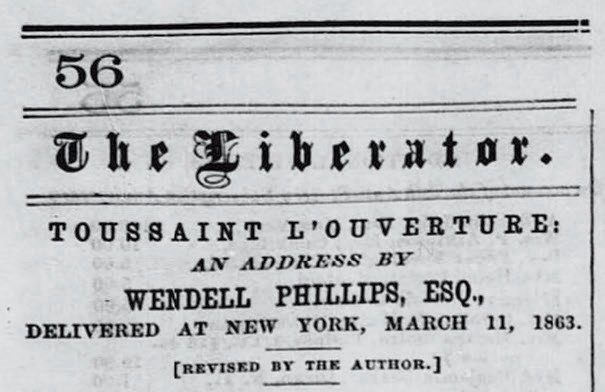 56
The Liberator.
TOUSSAINT L'OUVERTURE:
AN ADDRESS BY
WENDELL PHILLIPS, ESQ.,
DELIVERED AT NEW YORK, MARCH 11, 1863.
[REVISED BY THE AUTHOR.]